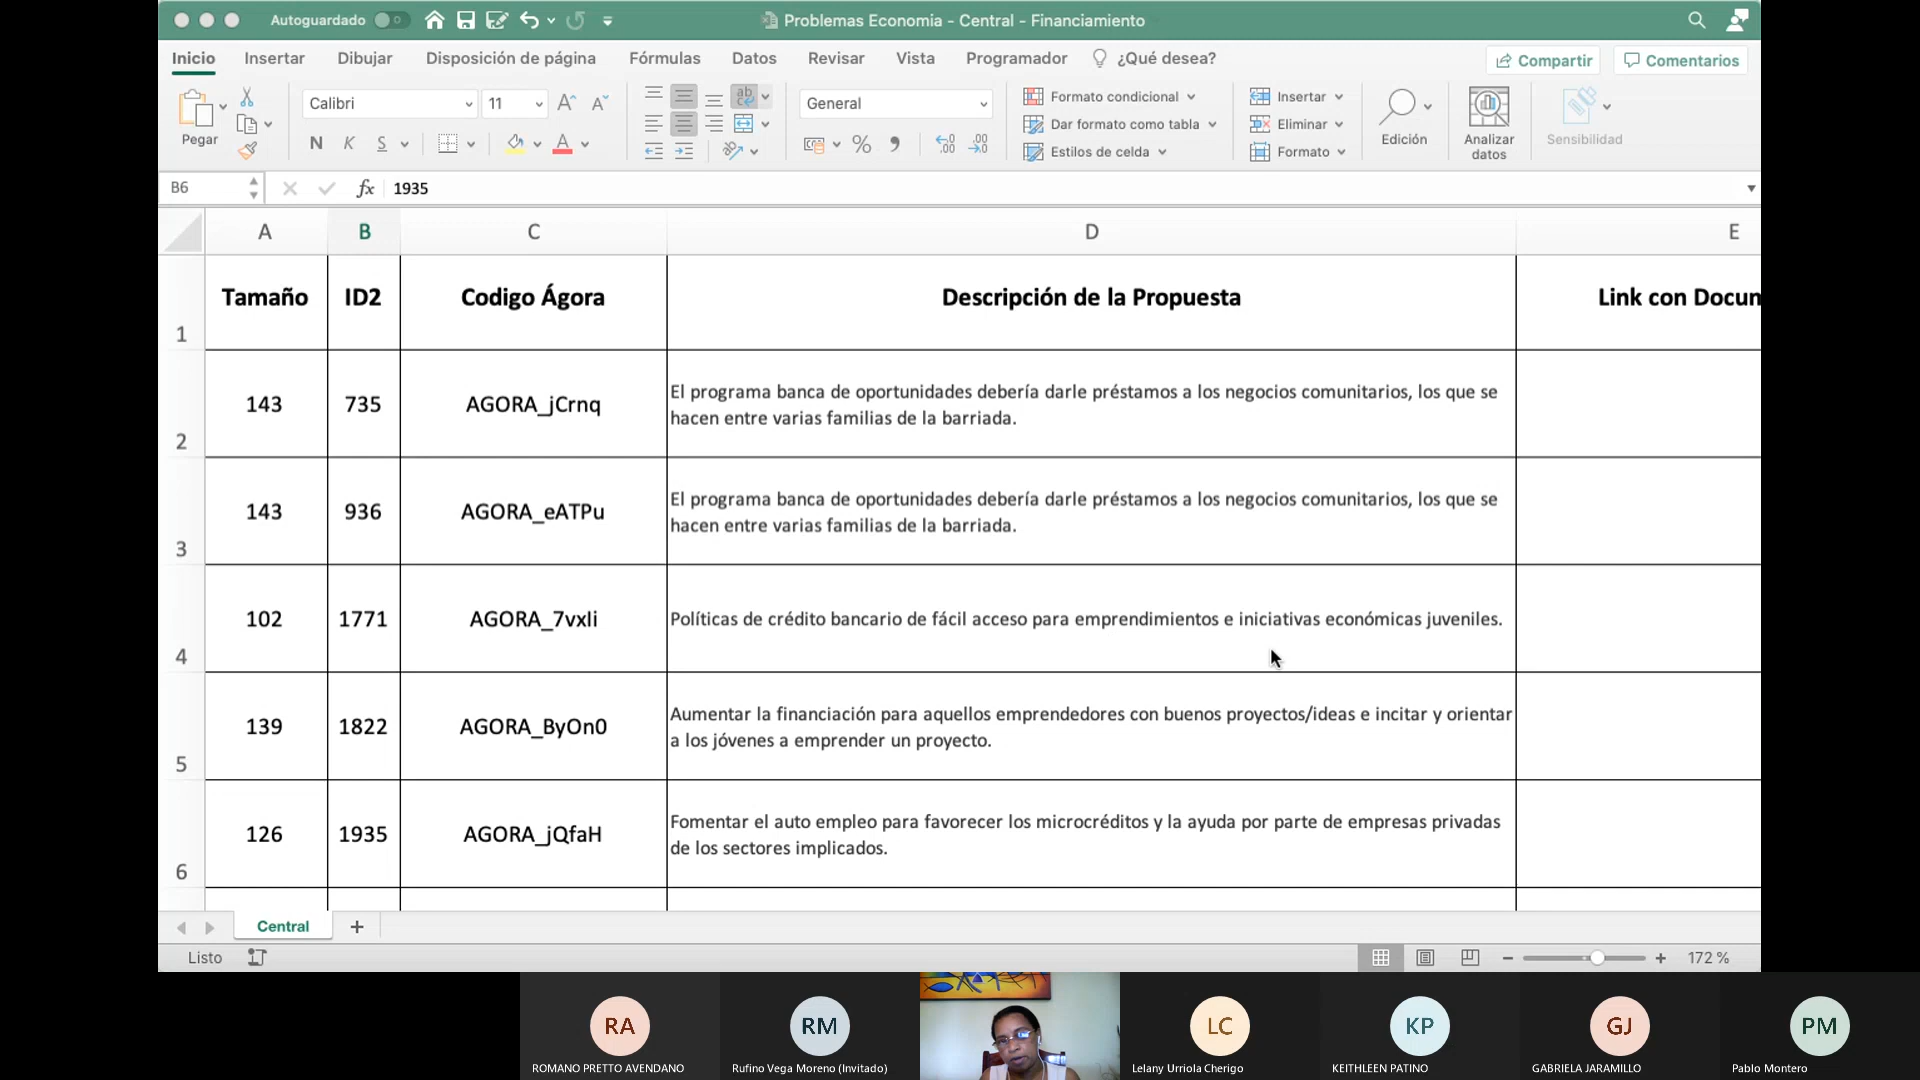 Autoguardado
Problemas Economia - Central - Financiamiento
Inicio Insertar Dibujar Disposición de página Fórmulas Datos Revisar Vista Programador ¿Qué desea? Compartir Comentarios
Pegar
Calibri 11
N K S
General
Formato condicional
Dar formato como tabla
Estilos de celda
Insertar
Eliminar
Formato
Edición
Analizar
datos
Sensibilidad
B6 fx 1935
A B C D E
1 Tamaño ID2 Codigo Ágora Descripción de la Propuesta Link con Docum
2 143 735 AGORA_jCrnq El programa banca de oportunidades debería darle préstamos a los negocios comunitarios, los que se
hacen entre varias familias de la barriada.
3 143 936 AGORA_eATPu El programa banca de oportunidades debería darle préstamos a los negocios comunitarios, los que se
hacen entre varias familias de la barriada.
4 102 1771 AGORA_7vxli Políticas de crédito bancario de fácil acceso para emprendimientos e iniciativas económicas juveniles.
5 139 1822 AGORA_ByOn0 Aumentar la financiación para aquellos emprendedores con buenos proyectos/ideas e incitar y orientar
a los jóvenes a emprender un proyecto.
6 126 1935 AGORA_jQfaH Fomentar el auto empleo para favorecer los microcréditos y la ayuda por parte de empresas privadas
de los sectores implicados.
Central
Listo 172 %
RA RM LC KP GJ PM
ROMANO PRETTO AVENDANO Rufino Vega Moreno (Invitado) Lelany Urriola Cherigo KEITHLEEN PATINO GABRIELA JARAMILLO Pablo Montero